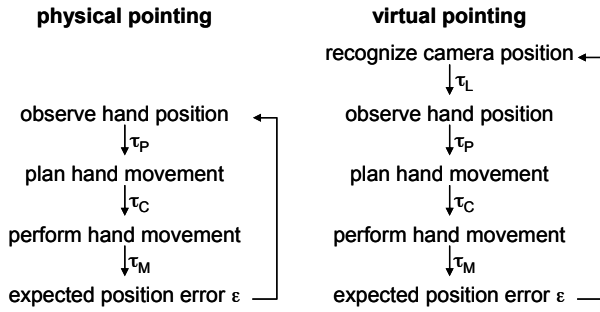 physical pointing
observe hand position
τP
plan hand movement
τC
perform hand movement
τM
expected position error ε
virtual pointing
recognize camera position
τL
observe hand position
τP
plan hand movement
τC
perform hand movement
τM
expected position error ε